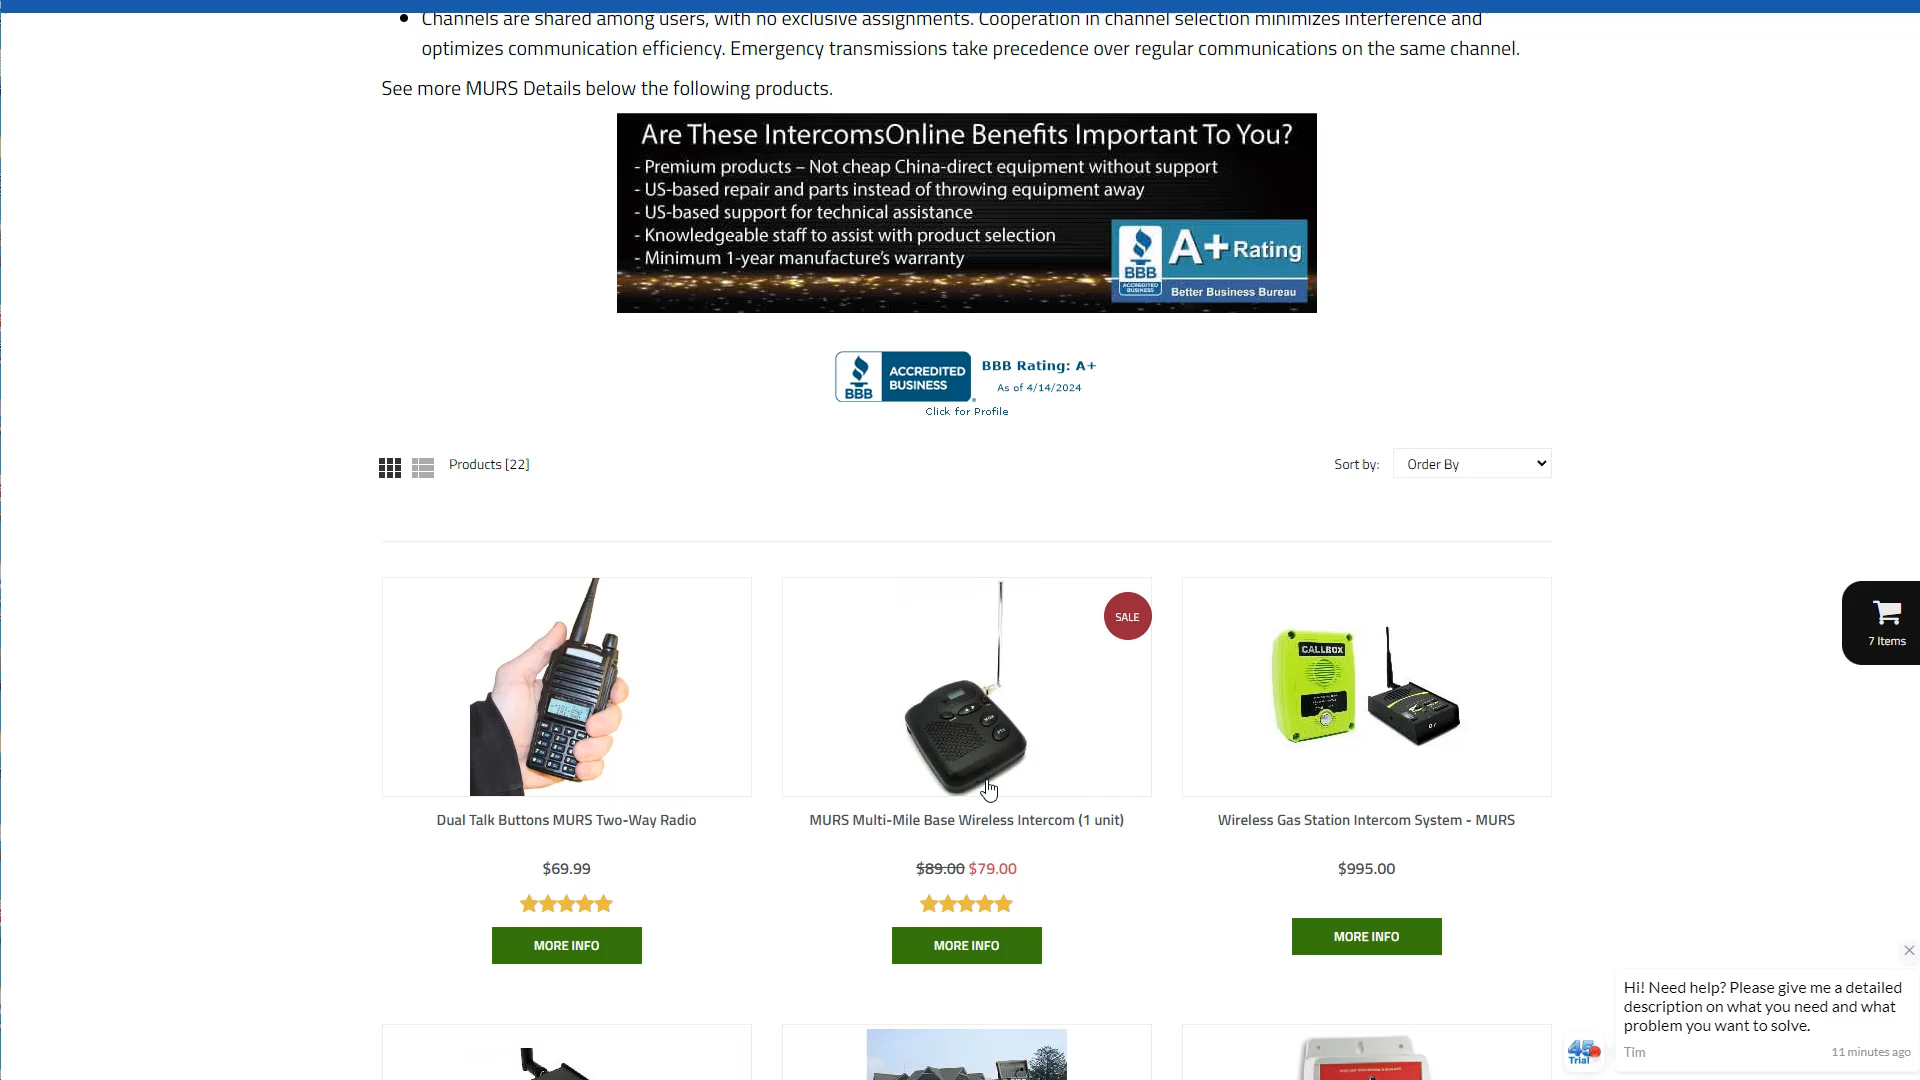 Channels are shared among users, with no exclusive assignments. Cooperation in channel selection minimizes interference and
optimizes communication efficiency. Emergency transmissions take precedence over regular communications on the same channel.
See more MURS Details below the following products.
Are These IntercomsOnline Benefits Important To You?
- Premium products – Not cheap China-direct equipment without support
- US-based repair and parts instead of throwing equipment away
- US-based support for technical assistance
- Knowledgeable staff to assist with product selection
- Minimum 1-year manufacture's warranty
BBB
ACCREDITED
BUSINESS
A+ Rating
Better Business Bureau
BBB
ACCREDITED
BUSINESS
BBB Rating: A+
As of 4/14/2024
Click for Profile
Products [22]
Sort by:
Order By
SALE
CALLBOX
7 Items
Dual Talk Buttons MURS Two-Way Radio
MURS Multi-Mile Base Wireless Intercom (1 unit)
Wireless Gas Station Intercom System - MURS
$69.99
$89.00 $79.00
$995.00
MORE INFO
MORE INFO
MORE INFO
Hi! Need help? Please give me a detailed
description on what you need and what
problem you want to solve.
Tim
11 minutes ago
45
Trial